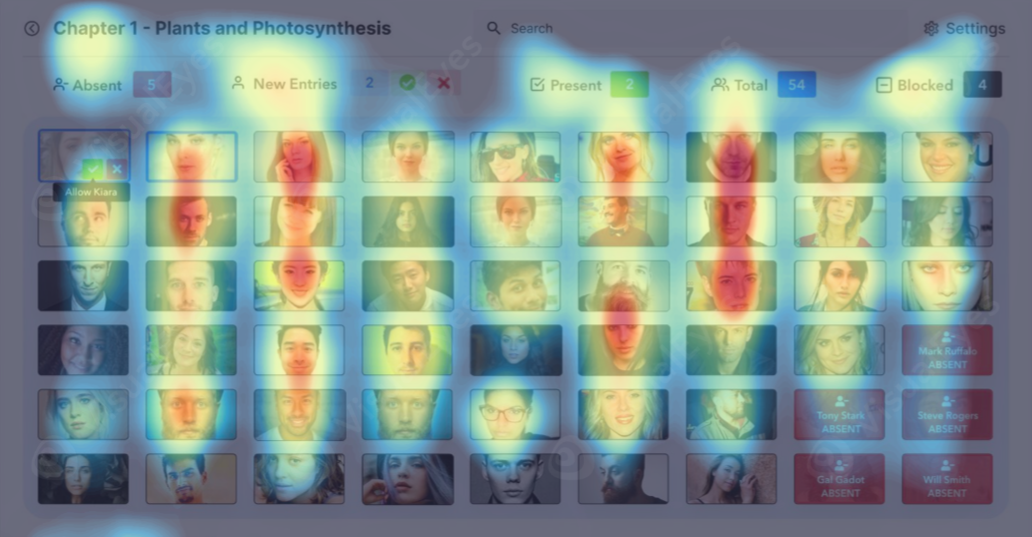 Chapter 1 - Plants and Photosynthesis
Search
Settings
Absent 5
New Entries 2
Present 2
Total 54
Blocked 4
Allow Kiara
Mark Ruffalo
ABSENT
Tony Stark
ABSENT
Steve Rogers
ABSENT
Gal Gadot
ABSENT
Will Smith
ABSENT